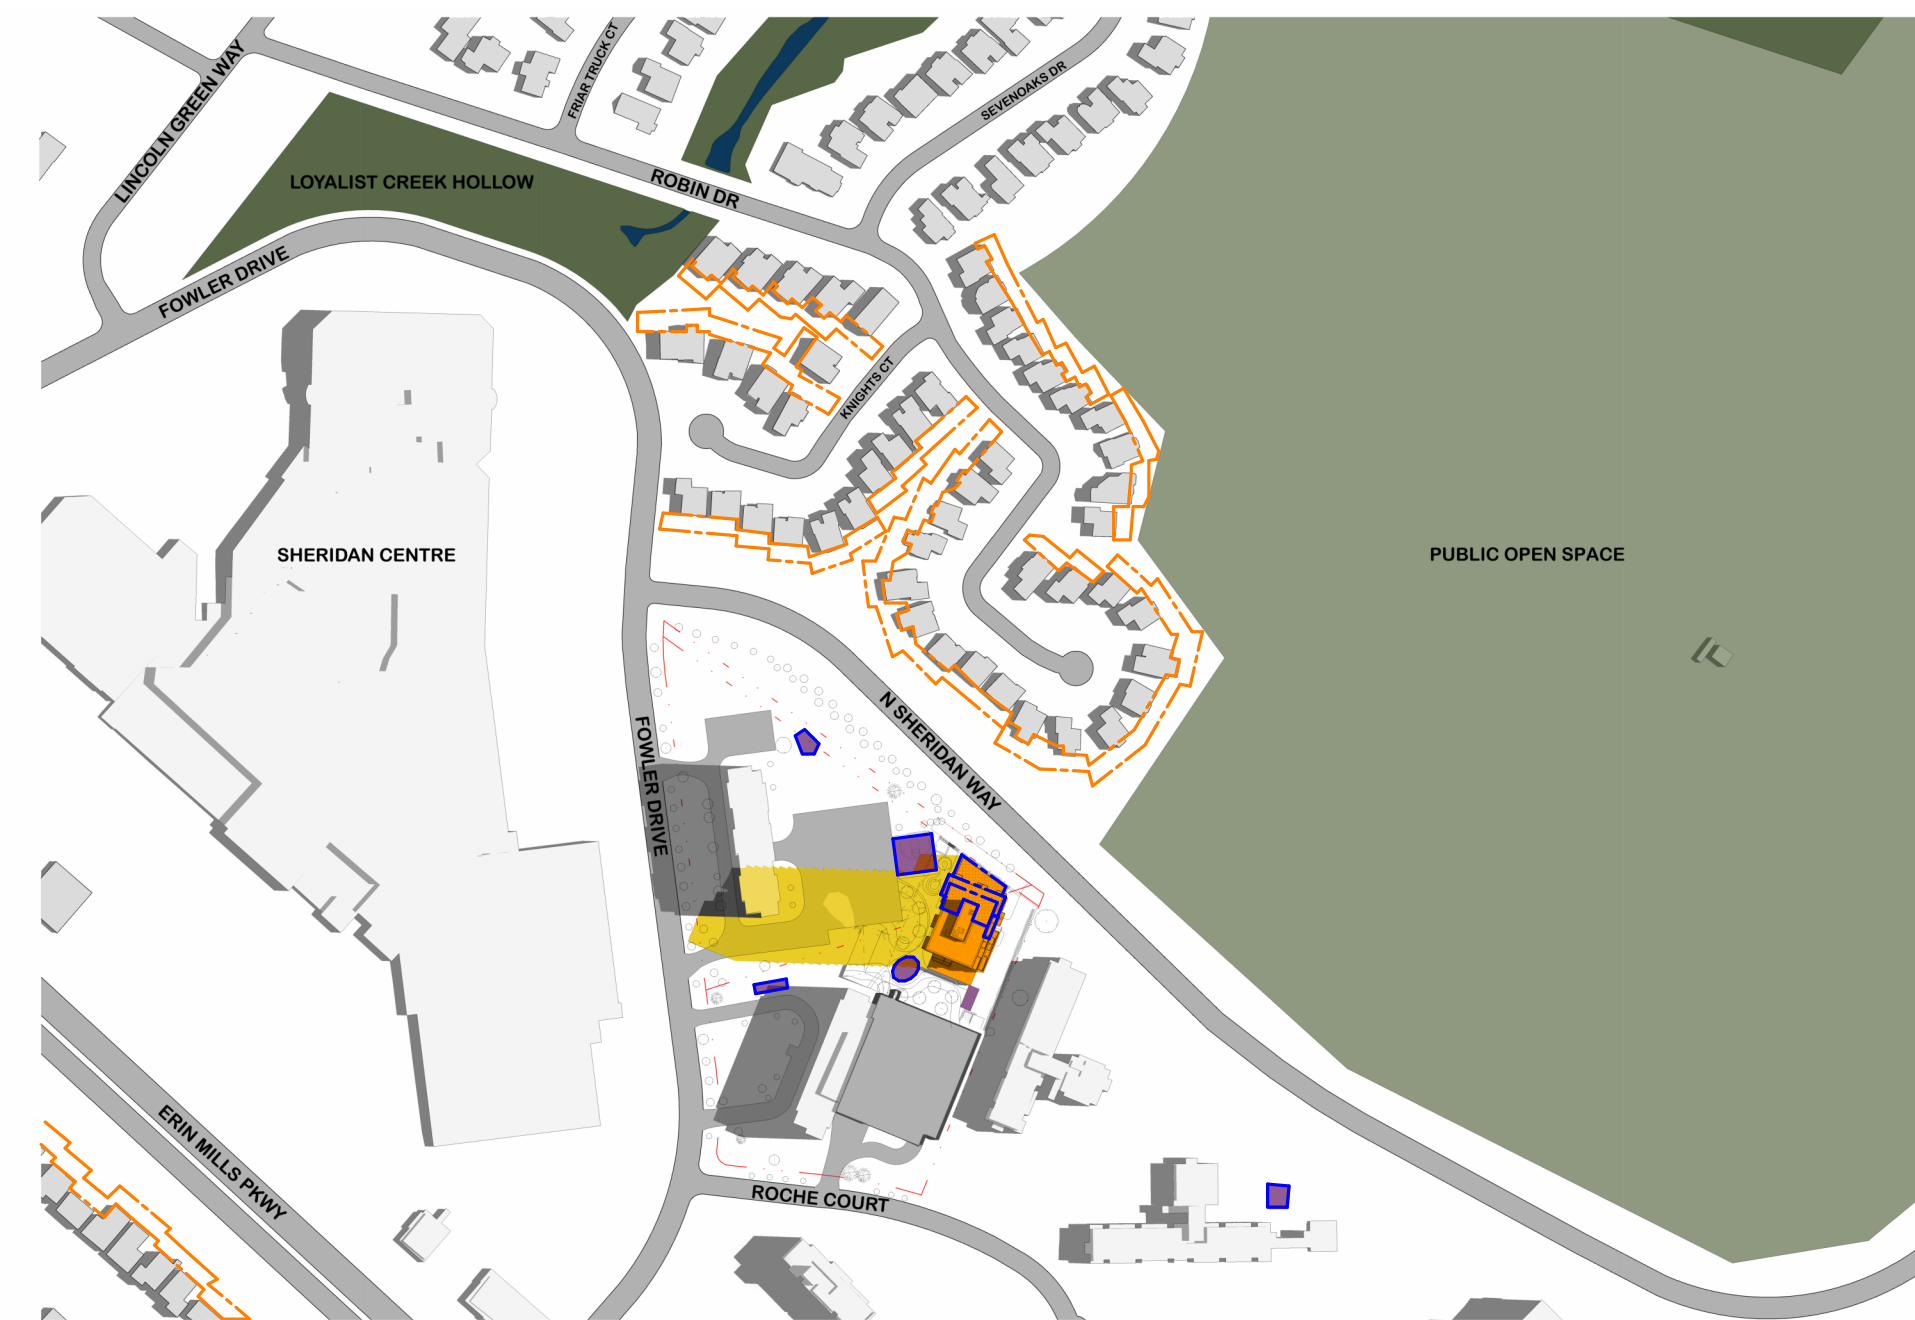 FRIAR TRUCK CT
SEVENOAKS DR
LINCOLN GREEN WAY
LOYALIST CREEK HOLLOW
ROBIN DR
FOWLER DRIVE
KNIGHTS CT
SHERIDAN CENTRE
PUBLIC OPEN SPACE
N SHERIDAN WAY
FOWLER DRIVE
ERIN MILLS PKWY
ROCHE COURT